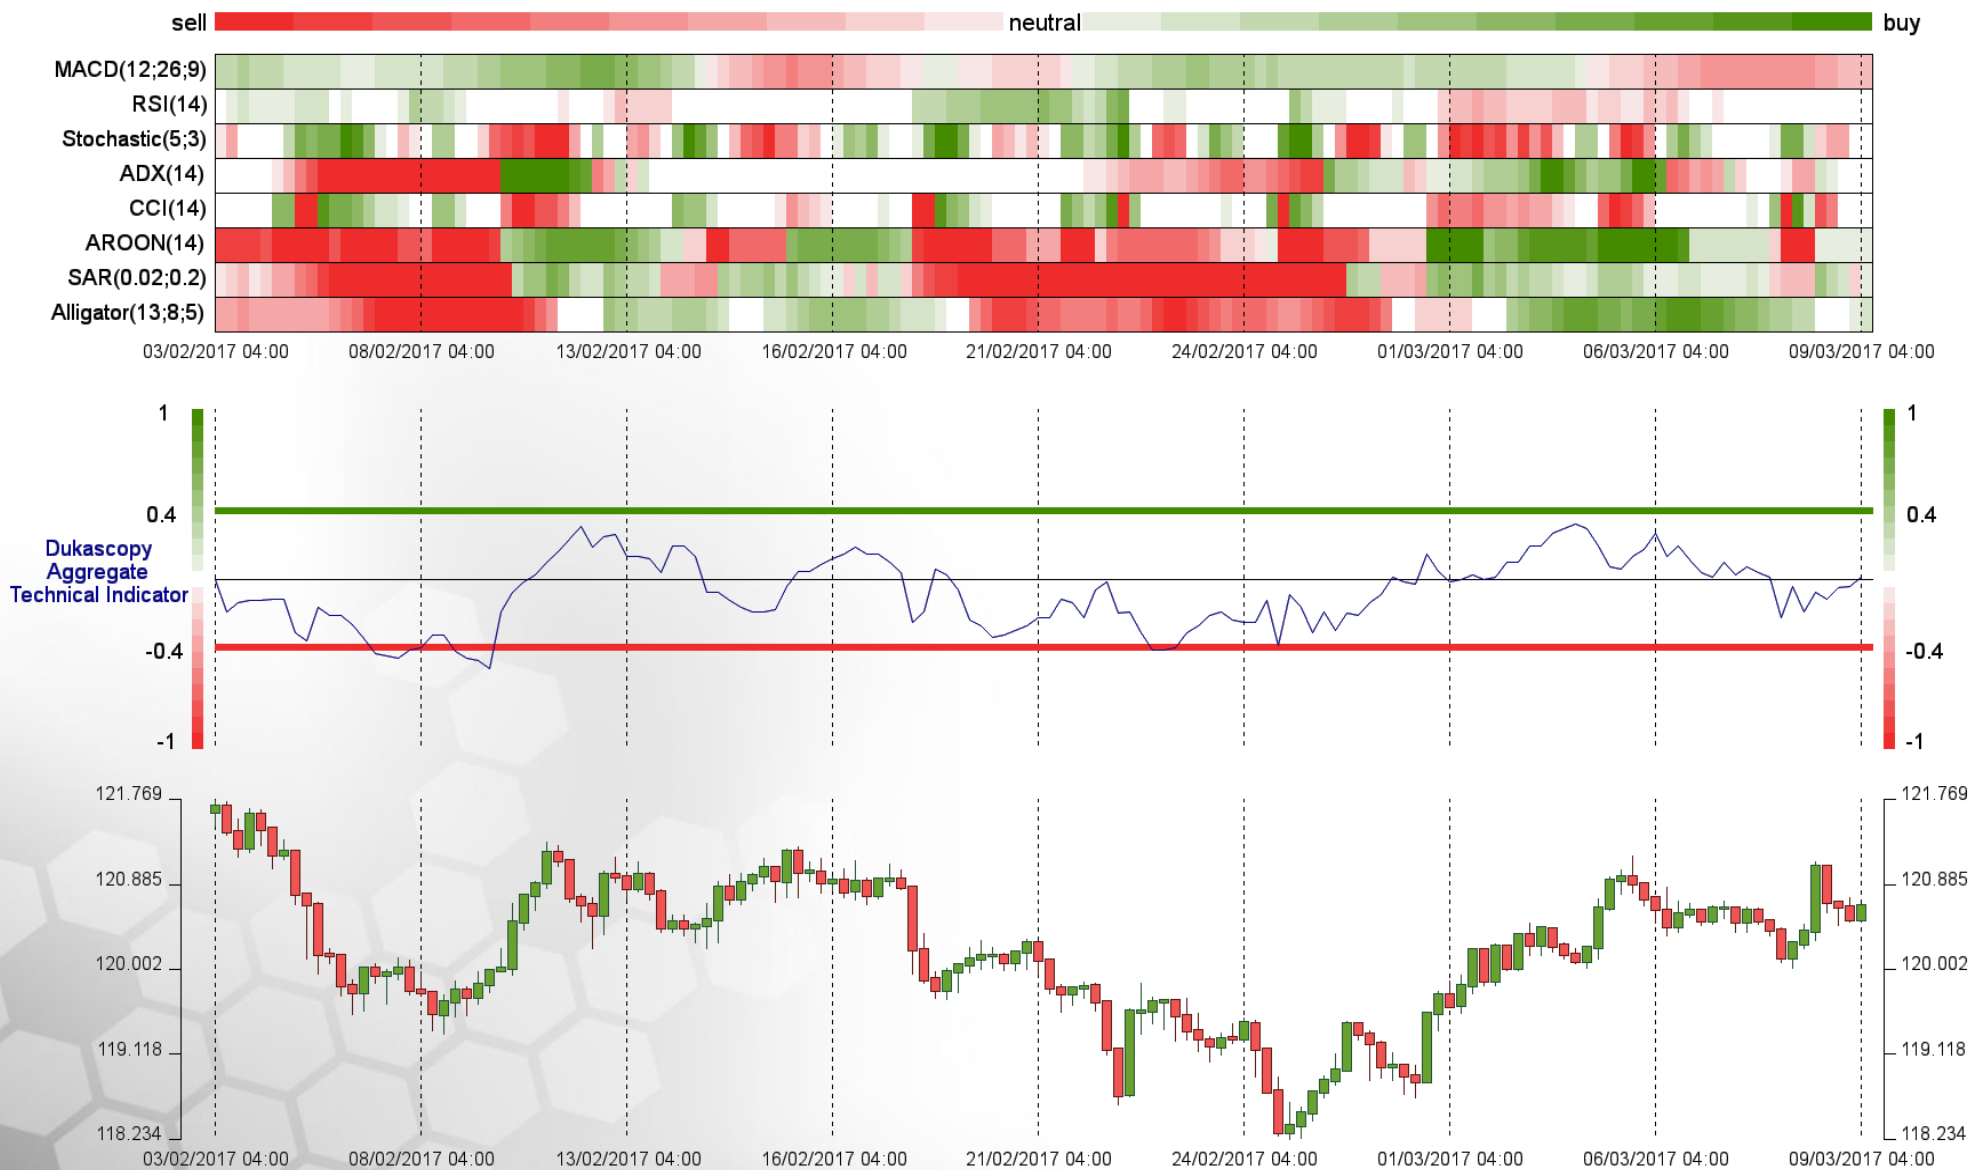 sell neutral buy
MACD(12;26;9)
RSI(14)
Stochastic(5;3)
ADX(14)
CCI(14)
AROON(14)
SAR(0.02;0.2)
Alligator(13;8;5)
03/02/2017 04:00 08/02/2017 04:00 13/02/2017 04:00 16/02/2017 04:00 21/02/2017 04:00 24/02/2017 04:00 01/03/2017 04:00 06/03/2017 04:00 09/03/2017 04:00
1 1
0.4 0.4
Dukascopy
Aggregate
Technical Indicator
-0.4 -0.4
-1 -1
121.769 121.769
120.885 120.885
120.002 120.002
119.118 119.118
118.234 118.234
03/02/2017 04:00 08/02/2017 04:00 13/02/2017 04:00 16/02/2017 04:00 21/02/2017 04:00 24/02/2017 04:00 01/03/2017 04:00 06/03/2017 04:00 09/03/2017 04:00